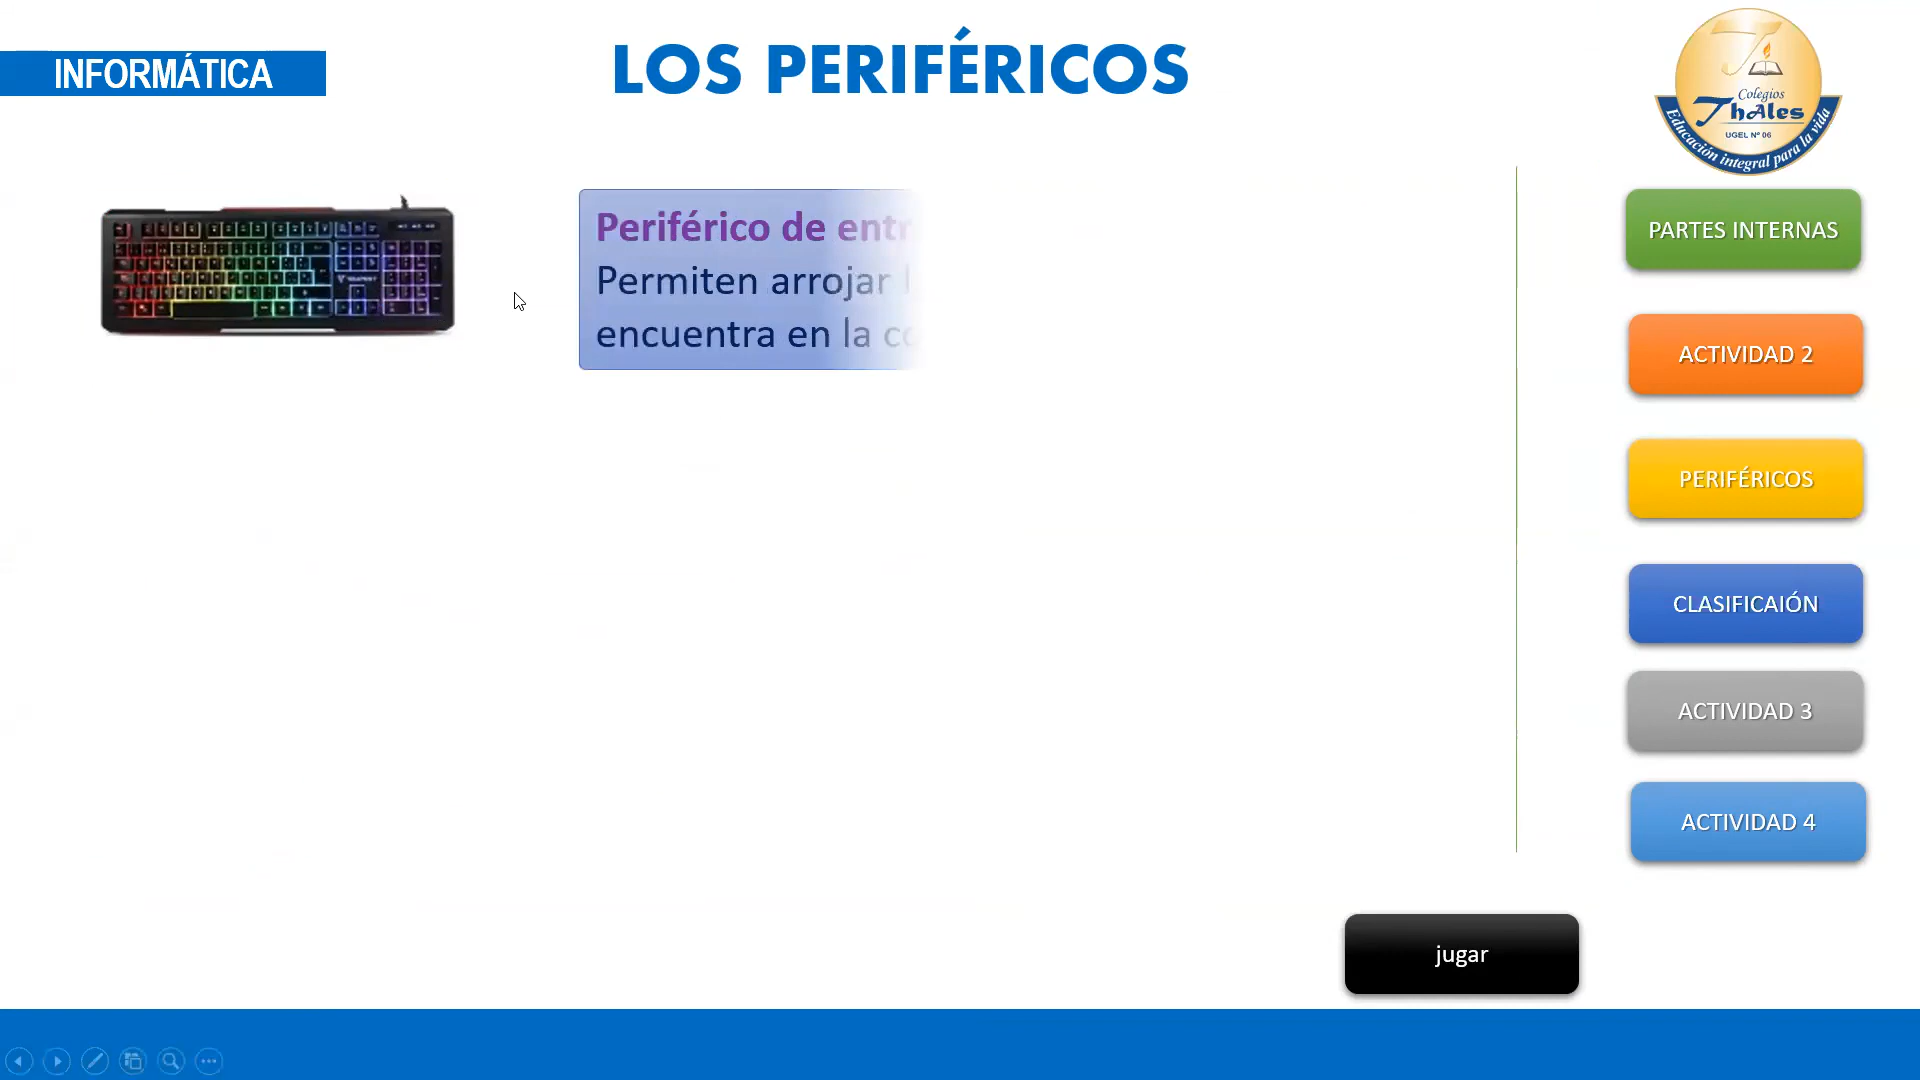 INFORMÁTICA
LOS PERIFÉRICOS
Colegios
ThAles
UGEL Nº 06
Educación integral para la vida
Periférico de entr
Permiten arrojar
encuentra en la c
PARTES INTERNAS
ACTIVIDAD 2
PERIFÉRICOS
CLASIFICAIÓN
ACTIVIDAD 3
ACTIVIDAD 4
jugar